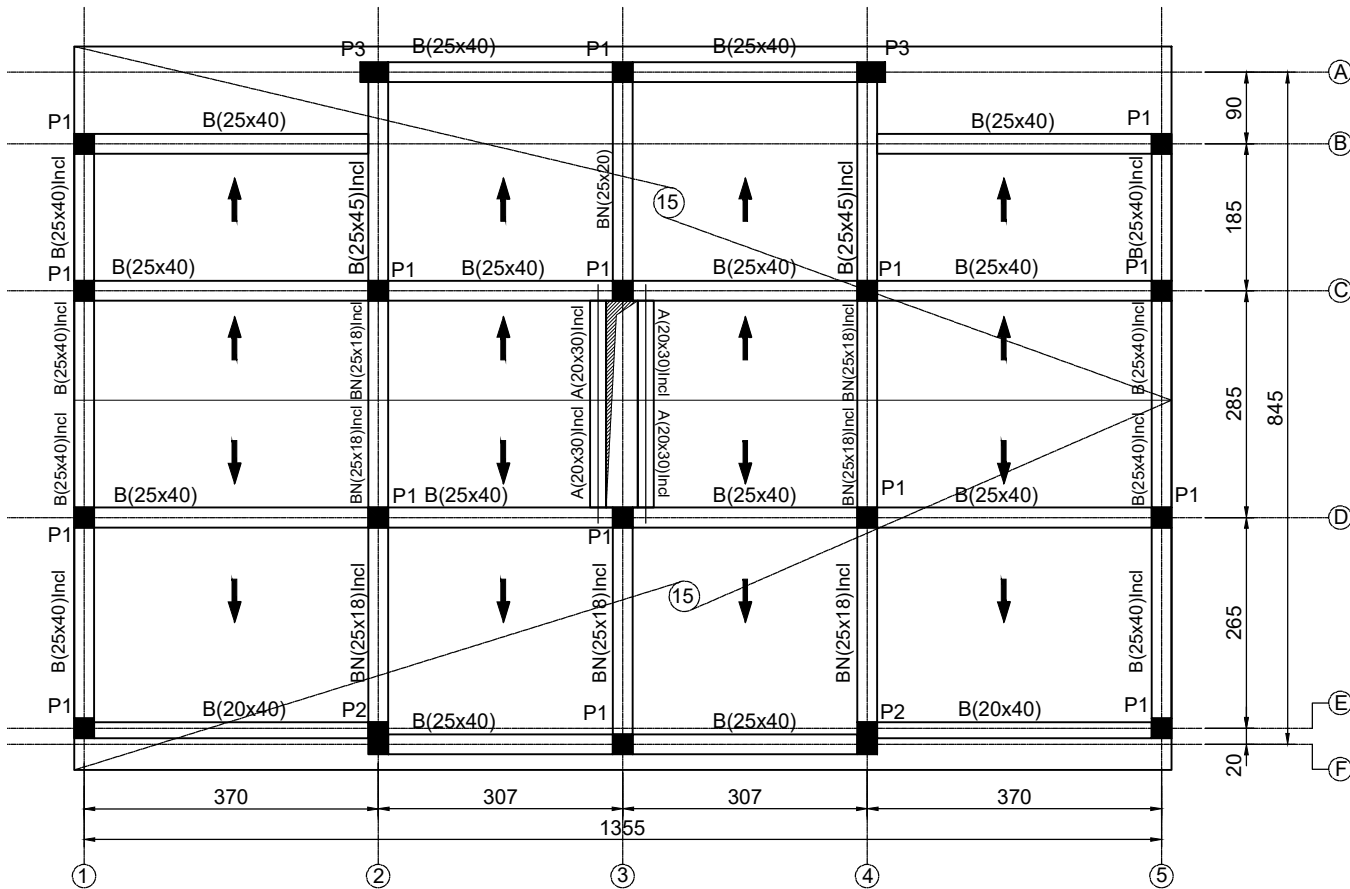 P3
B(25x40)
P1
B(25x40)
P3
A
P1
B(25x40)
B(25x40)
P1
90
B
B(25x40)Incl
B(25x45)Incl
BN(25x20)
15
B(25x45)Incl
B(25x40)Incl
185
P1
B(25x40)
P1
B(25x40)
P1
B(25x40)
P1
B(25x40)
P1
C
B(25x40)Incl
BN(25x18)Incl
A(20x30)Incl
A(20x30)Incl
BN(25x18)Incl
B(25x40)Incl
285
845
B(25x40)Incl
BN(25x18)Incl
A(20x30)Incl
A(20x30)Incl
BN(25x18)Incl
B(25x40)Incl
B(25x40)
P1
B(25x40)
B(25x40)
P1
B(25x40)
P1
D
P1
P1
B(25x40)Incl
BN(25x18)Incl
BN(25x18)Incl
15
BN(25x18)Incl
B(25x40)Incl
265
P1
B(20x40)
P2
B(25x40)
P1
B(25x40)
P2
B(20x40)
P1
E
20
F
370
307
307
370
1355
1
2
3
4
5